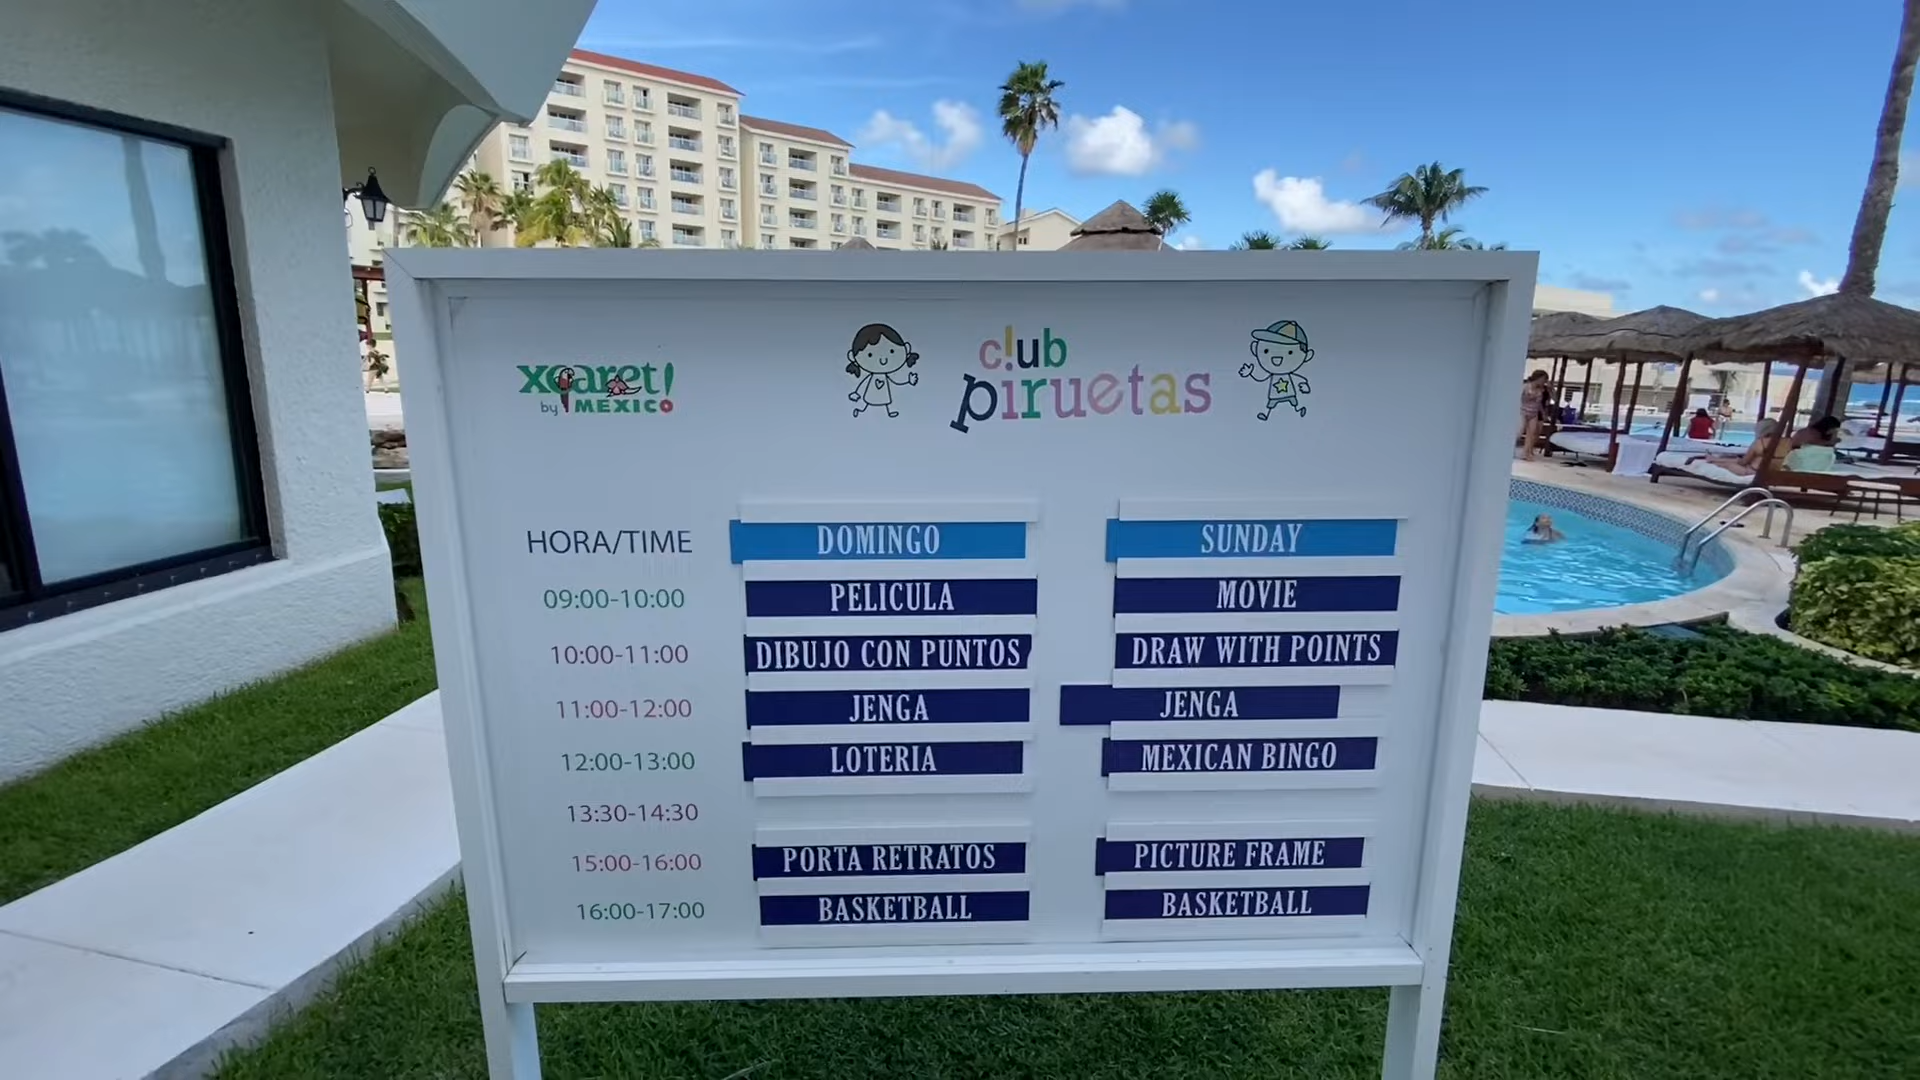 xcaret!
by MEXICO
club
piruetas
HORA/TIME DOMINGO SUNDAY
09:00-10:00 PELICULA MOVIE
10:00-11:00 DIBUJO CON PUNTOS DRAW WITH POINTS
11:00-12:00 JENGA JENGA
12:00-13:00 LOTERIA MEXICAN BINGO
13:30-14:30
15:00-16:00 PORTA RETRATOS PICTURE FRAME
16:00-17:00 BASKETBALL BASKETBALL